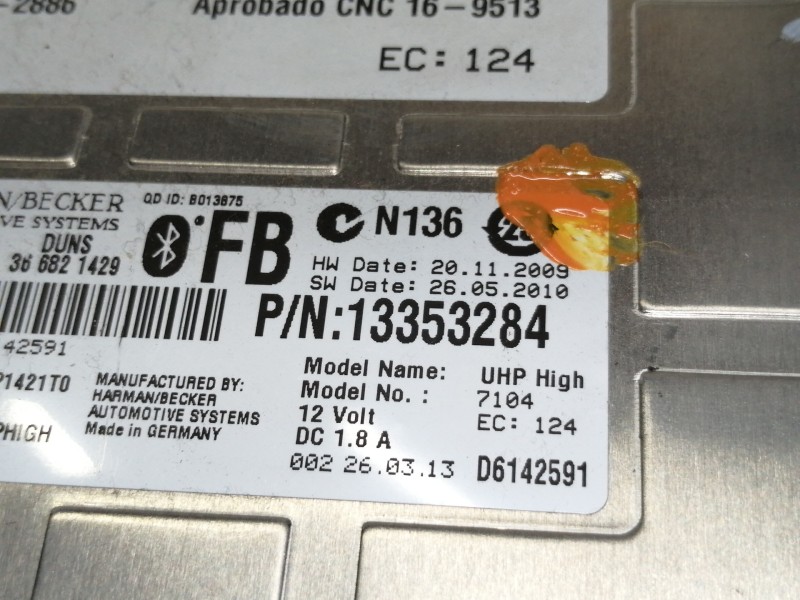 -2886 Aprobado CNC 16-9513
EC: 124
N/BECKER QD ID: B013875
VE SYSTEMS
DUNS
36 682 1429
FB
N136
HW Date: 20.11.2009
SW Date: 26.05.2010
P/N:13353284
42591
Model Name: UHP High
Model No. : 7104
12 Volt EC: 124
DC 1.8 A
002 26.03.13 D6142591
P1421T0
PHIGH
MANUFACTURED BY:
HARMAN/BECKER
AUTOMOTIVE SYSTEMS
Made in GERMANY